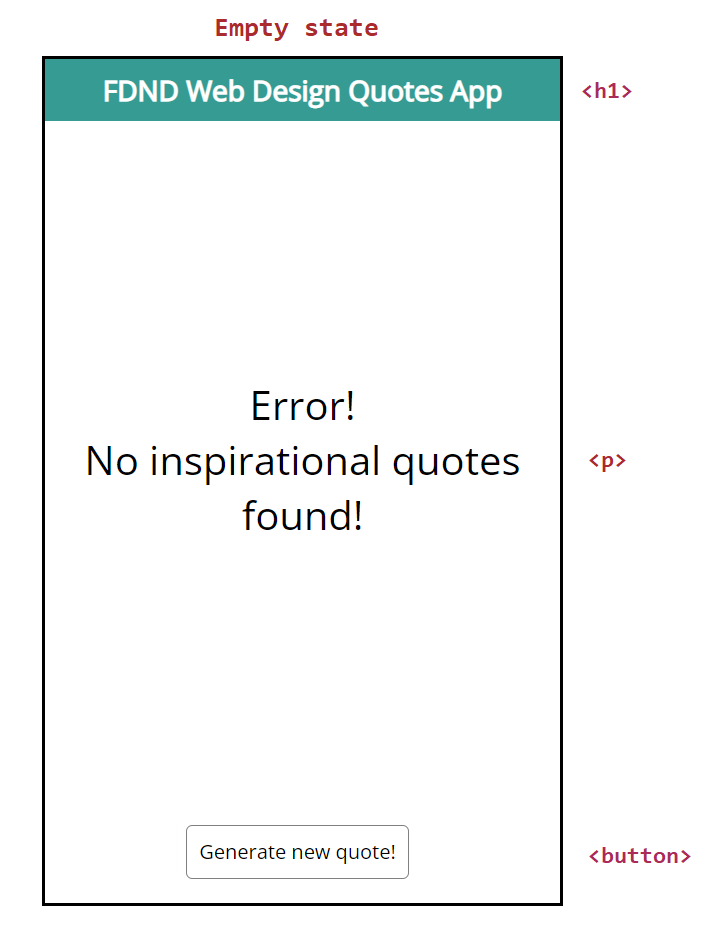 Empty state
FDND Web Design Quotes App
<h1>
Error!
No inspirational quotes
found!
<p>
Generate new quote!
<button>